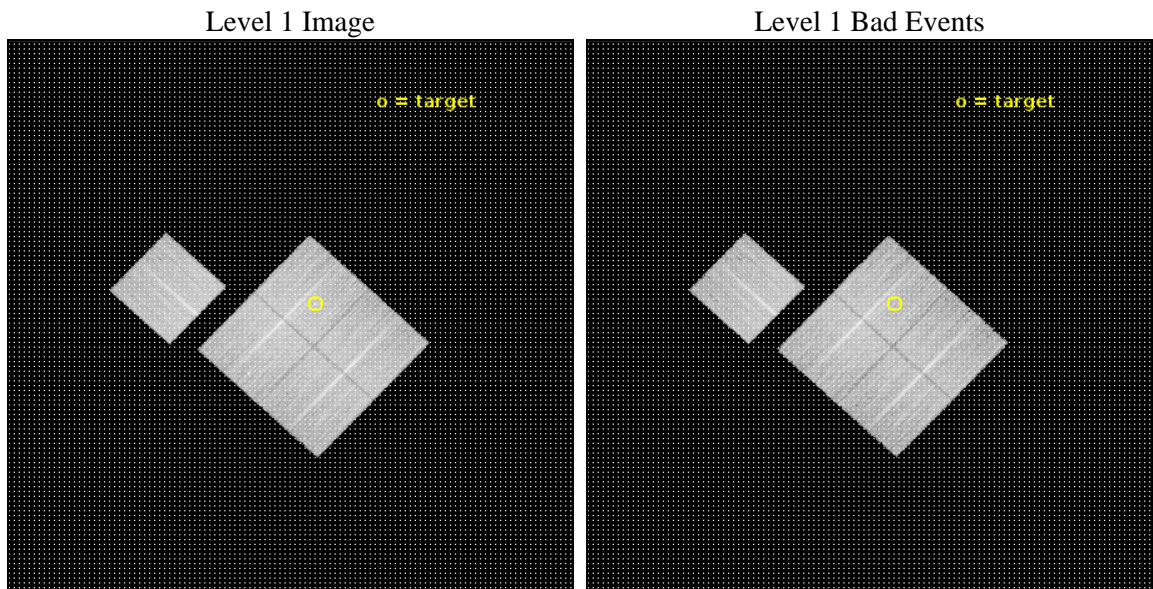 Level 1 Image
Level 1 Bad Events
o = target
o = target